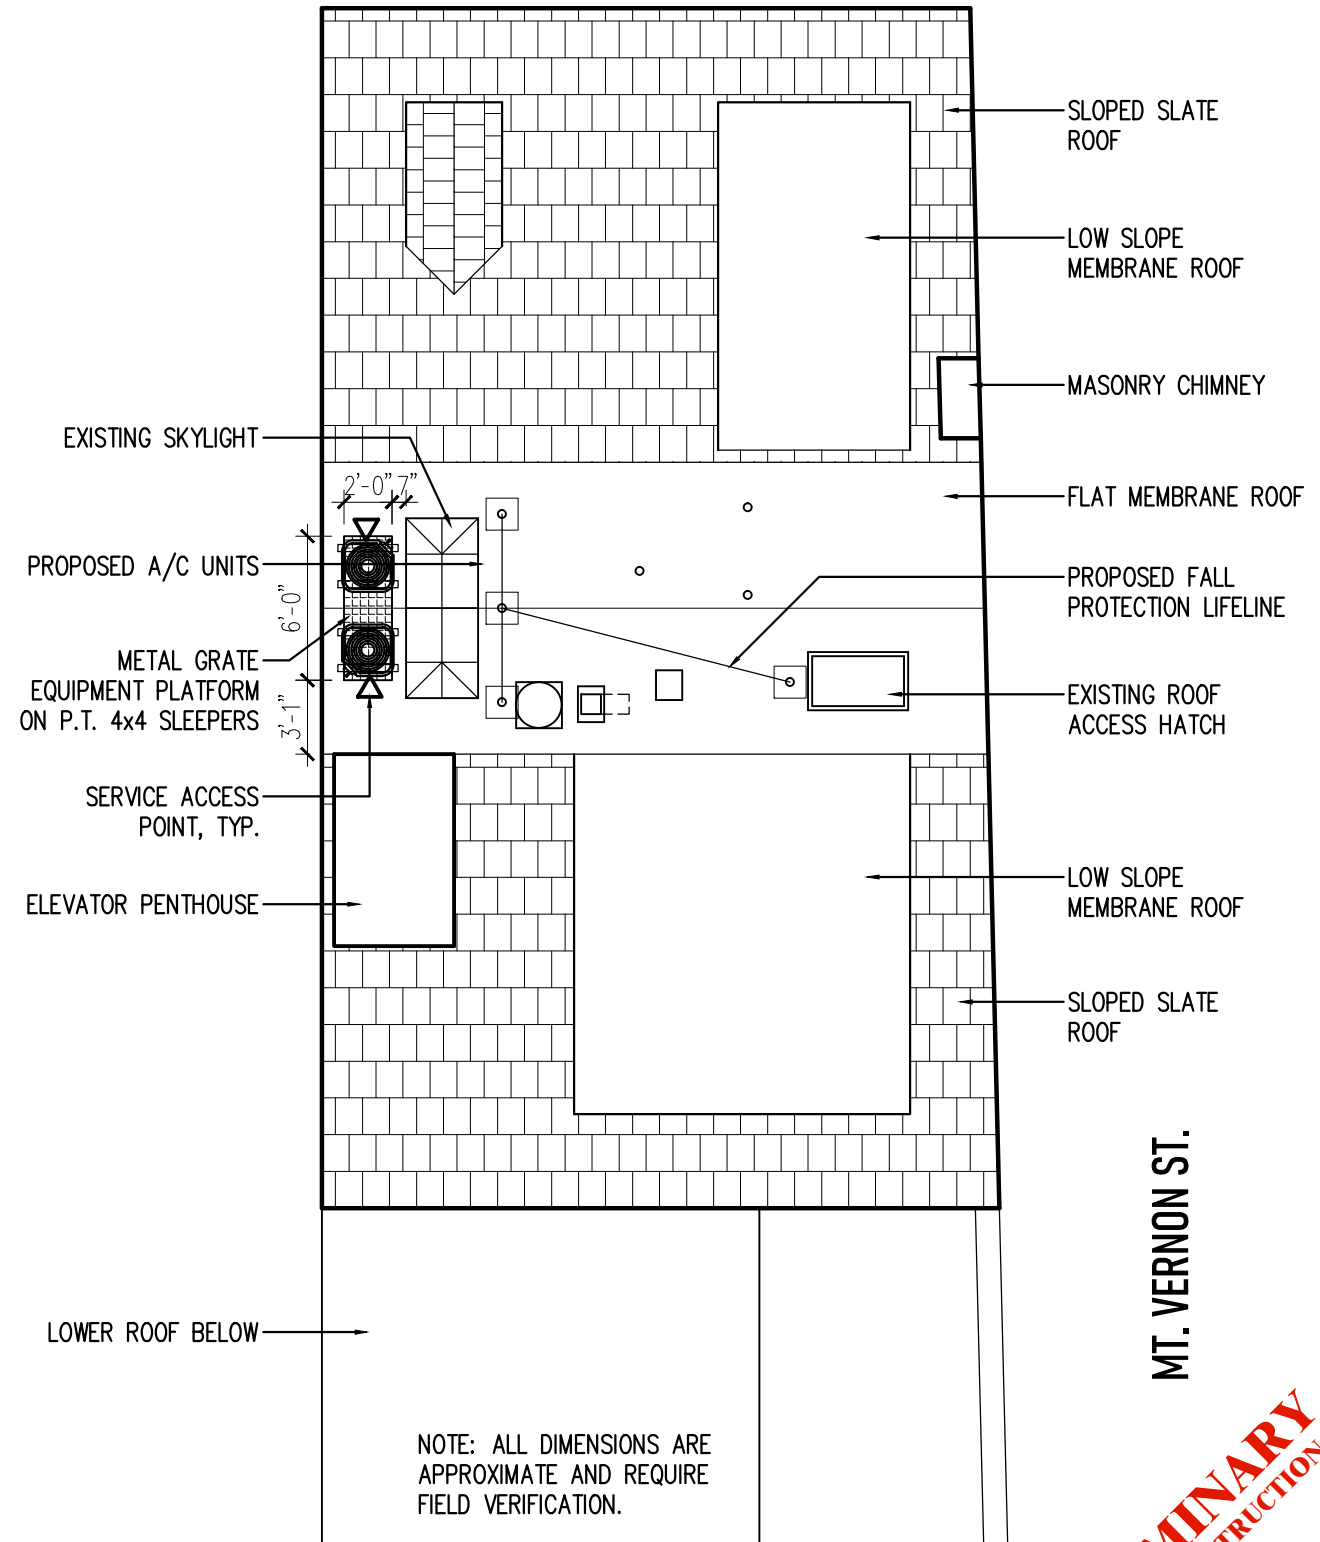 SLOPED SLATE
ROOF
LOW SLOPE
MEMBRANE ROOF
MASONRY CHIMNEY
EXISTING SKYLIGHT
2'-0"
7"
FLAT MEMBRANE ROOF
PROPOSED A/C UNITS
PROPOSED FALL
PROTECTION LIFELINE
6'-0"
METAL GRATE
EQUIPMENT PLATFORM
ON P.T. 4x4 SLEEPERS
EXISTING ROOF
ACCESS HATCH
3'-1"
SERVICE ACCESS
POINT, TYP.
ELEVATOR PENTHOUSE
LOW SLOPE
MEMBRANE ROOF
SLOPED SLATE
ROOF
MT. VERNON ST.
LOWER ROOF BELOW
NOTE: ALL DIMENSIONS ARE
APPROXIMATE AND REQUIRE
FIELD VERIFICATION.
MINARY
TRUCTION